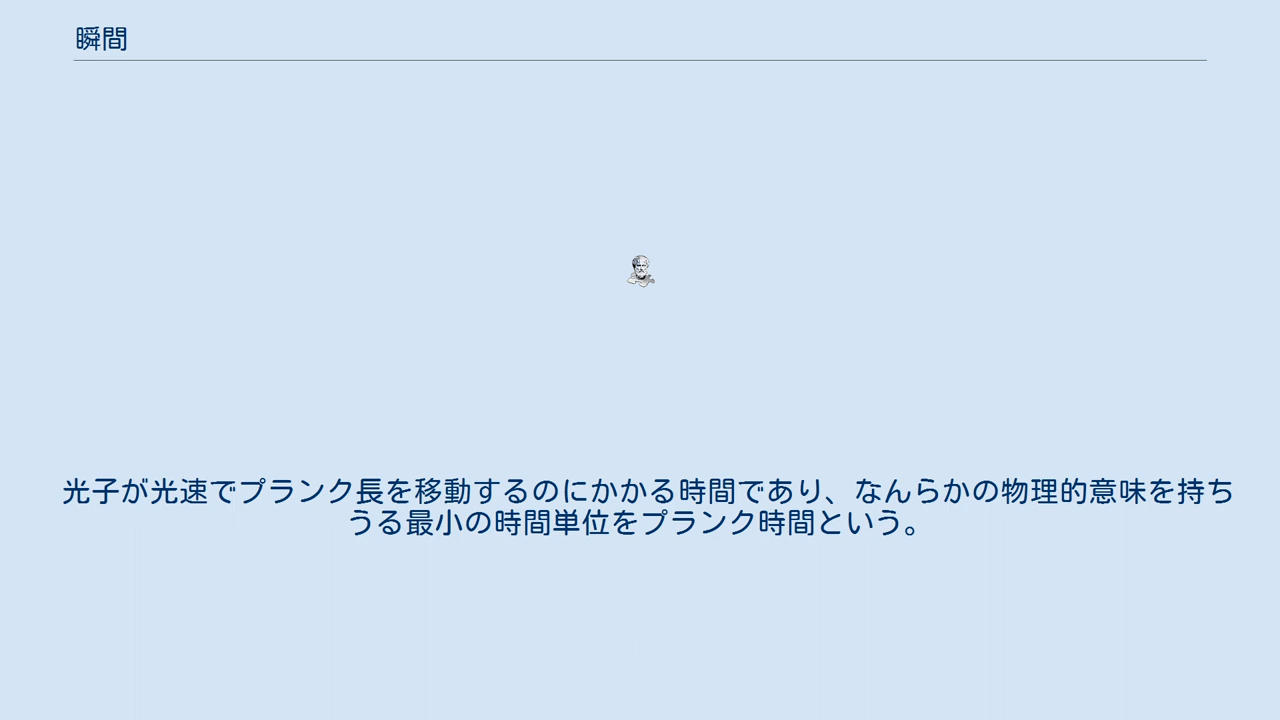 瞬間
光子が光速でプランク長を移動するのにかかる時間であり、なんらかの物理的意味を持ち
うる最小の時間単位をプランク時間という。